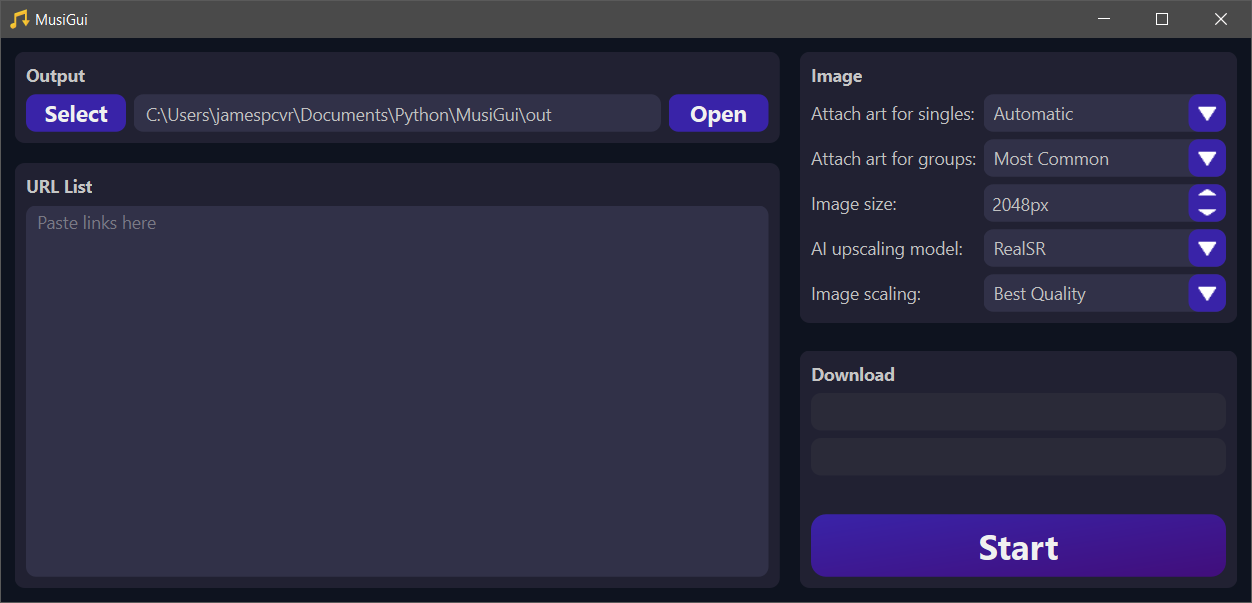 MusiGui
Output
Select
C:\Users\jamespcvr\Documents\Python\MusiGui\out
Open
URL List
Paste links here
Image
Attach art for singles: Automatic
Attach art for groups: Most Common
Image size: 2048px
AI upscaling model: RealSR
Image scaling: Best Quality
Download
Start